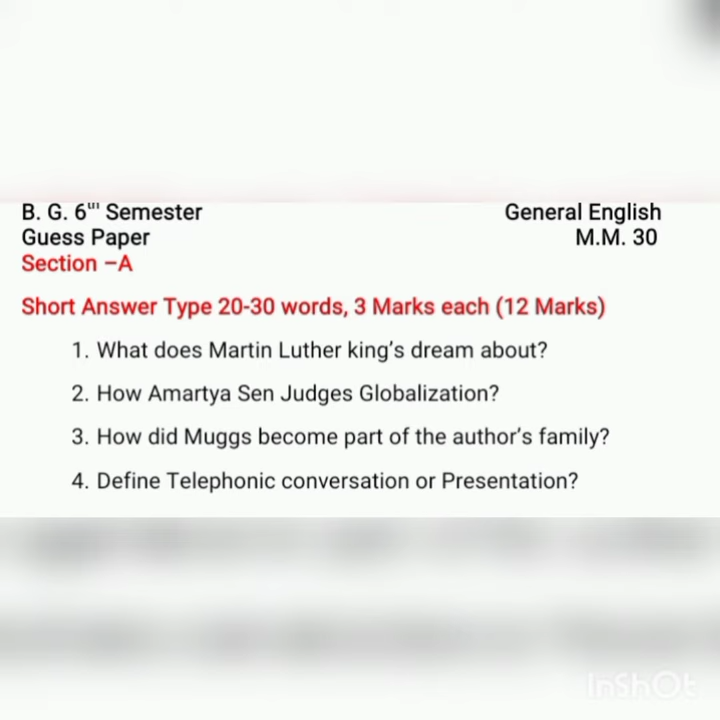 B. G. 6th Semester
General English
Guess Paper
M.M. 30
Section –A
Short Answer Type 20-30 words, 3 Marks each (12 Marks)
1. What does Martin Luther king's dream about?
2. How Amartya Sen Judges Globalization?
3. How did Muggs become part of the author's family?
4. Define Telephonic conversation or Presentation?
InShOt